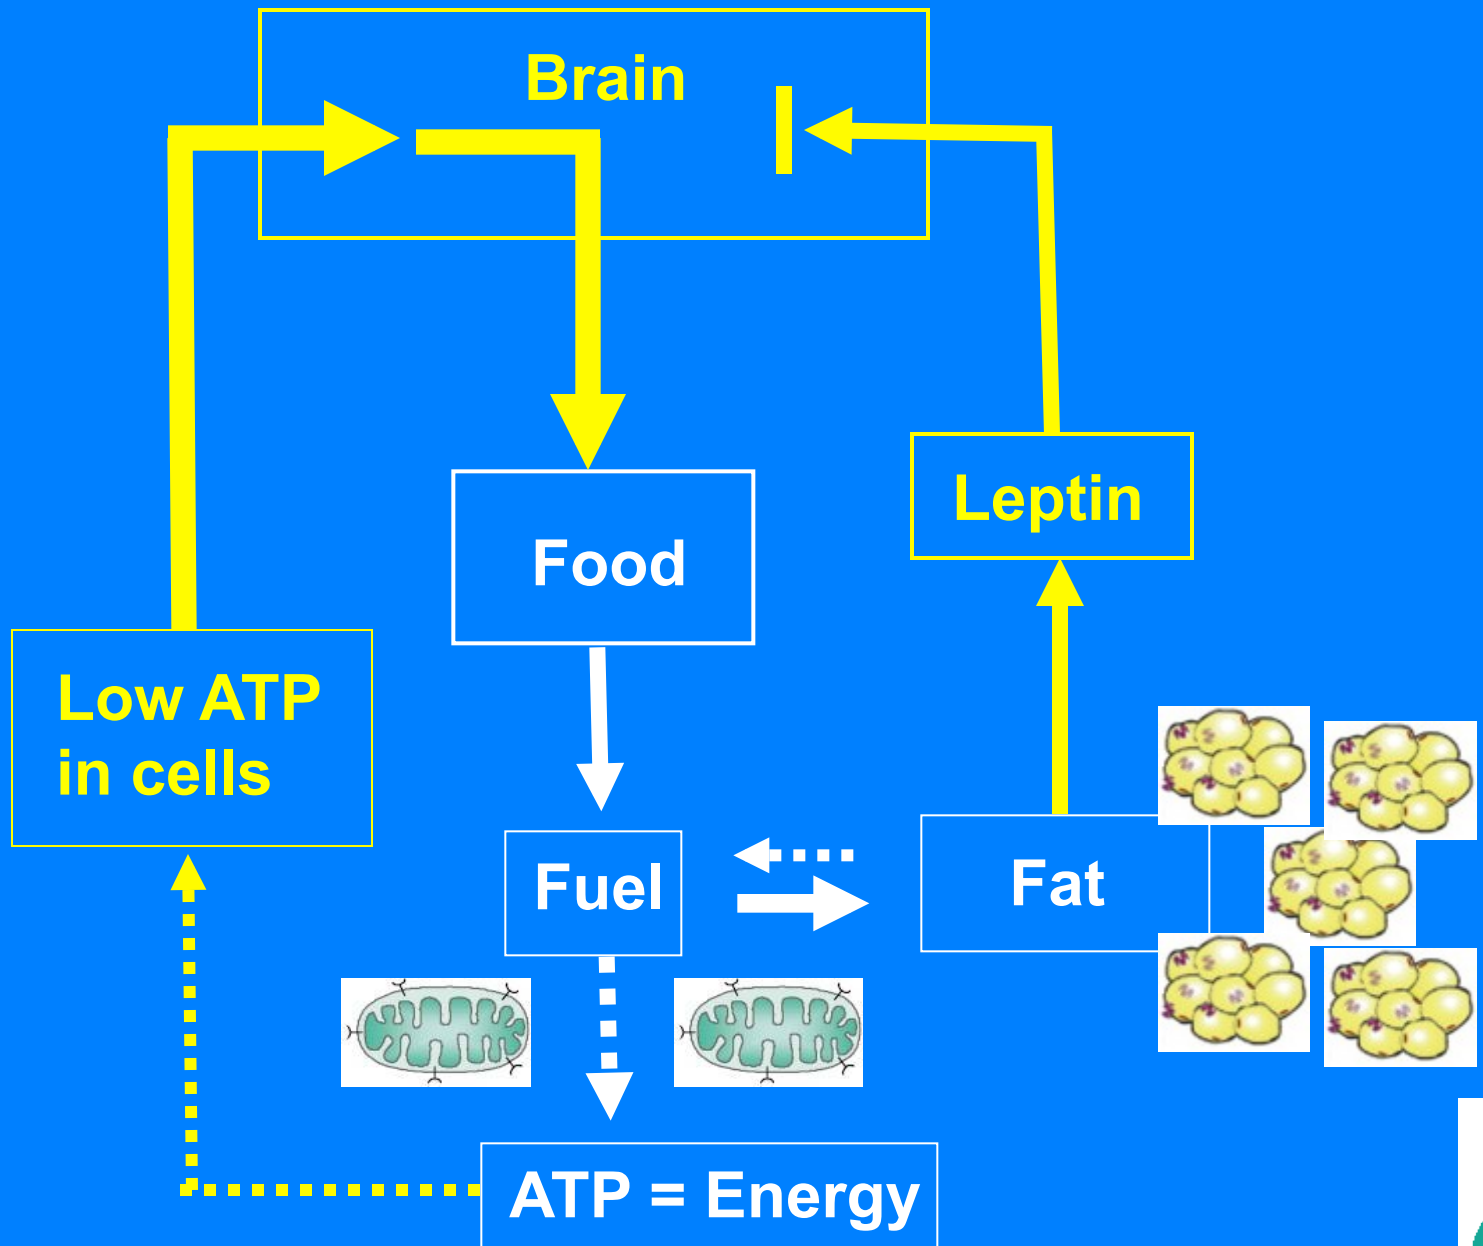 Brain
Leptin
Food
Low ATP
in cells
Fuel
Fat
ATP = Energy